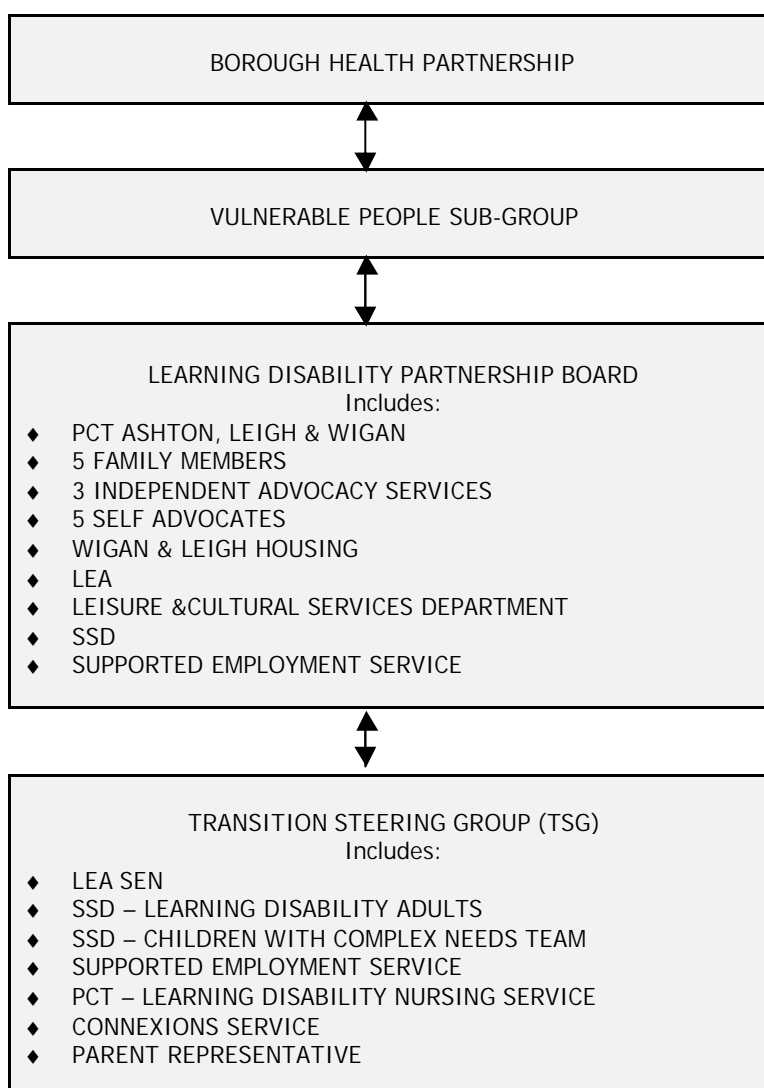 BOROUGH HEALTH PARTNERSHIP
VULNERABLE PEOPLE SUB-GROUP
LEARNING DISABILITY PARTNERSHIP BOARD
Includes:
♦ PCT ASHTON, LEIGH & WIGAN
♦ 5 FAMILY MEMBERS
♦ 3 INDEPENDENT ADVOCACY SERVICES
♦ 5 SELF ADVOCATES
♦ WIGAN & LEIGH HOUSING
♦ LEA
♦ LEISURE &CULTURAL SERVICES DEPARTMENT
♦ SSD
♦ SUPPORTED EMPLOYMENT SERVICE
TRANSITION STEERING GROUP (TSG)
Includes:
♦ LEA SEN
♦ SSD – LEARNING DISABILITY ADULTS
♦ SSD – CHILDREN WITH COMPLEX NEEDS TEAM
♦ SUPPORTED EMPLOYMENT SERVICE
♦ PCT – LEARNING DISABILITY NURSING SERVICE
♦ CONNEXIONS SERVICE
♦ PARENT REPRESENTATIVE